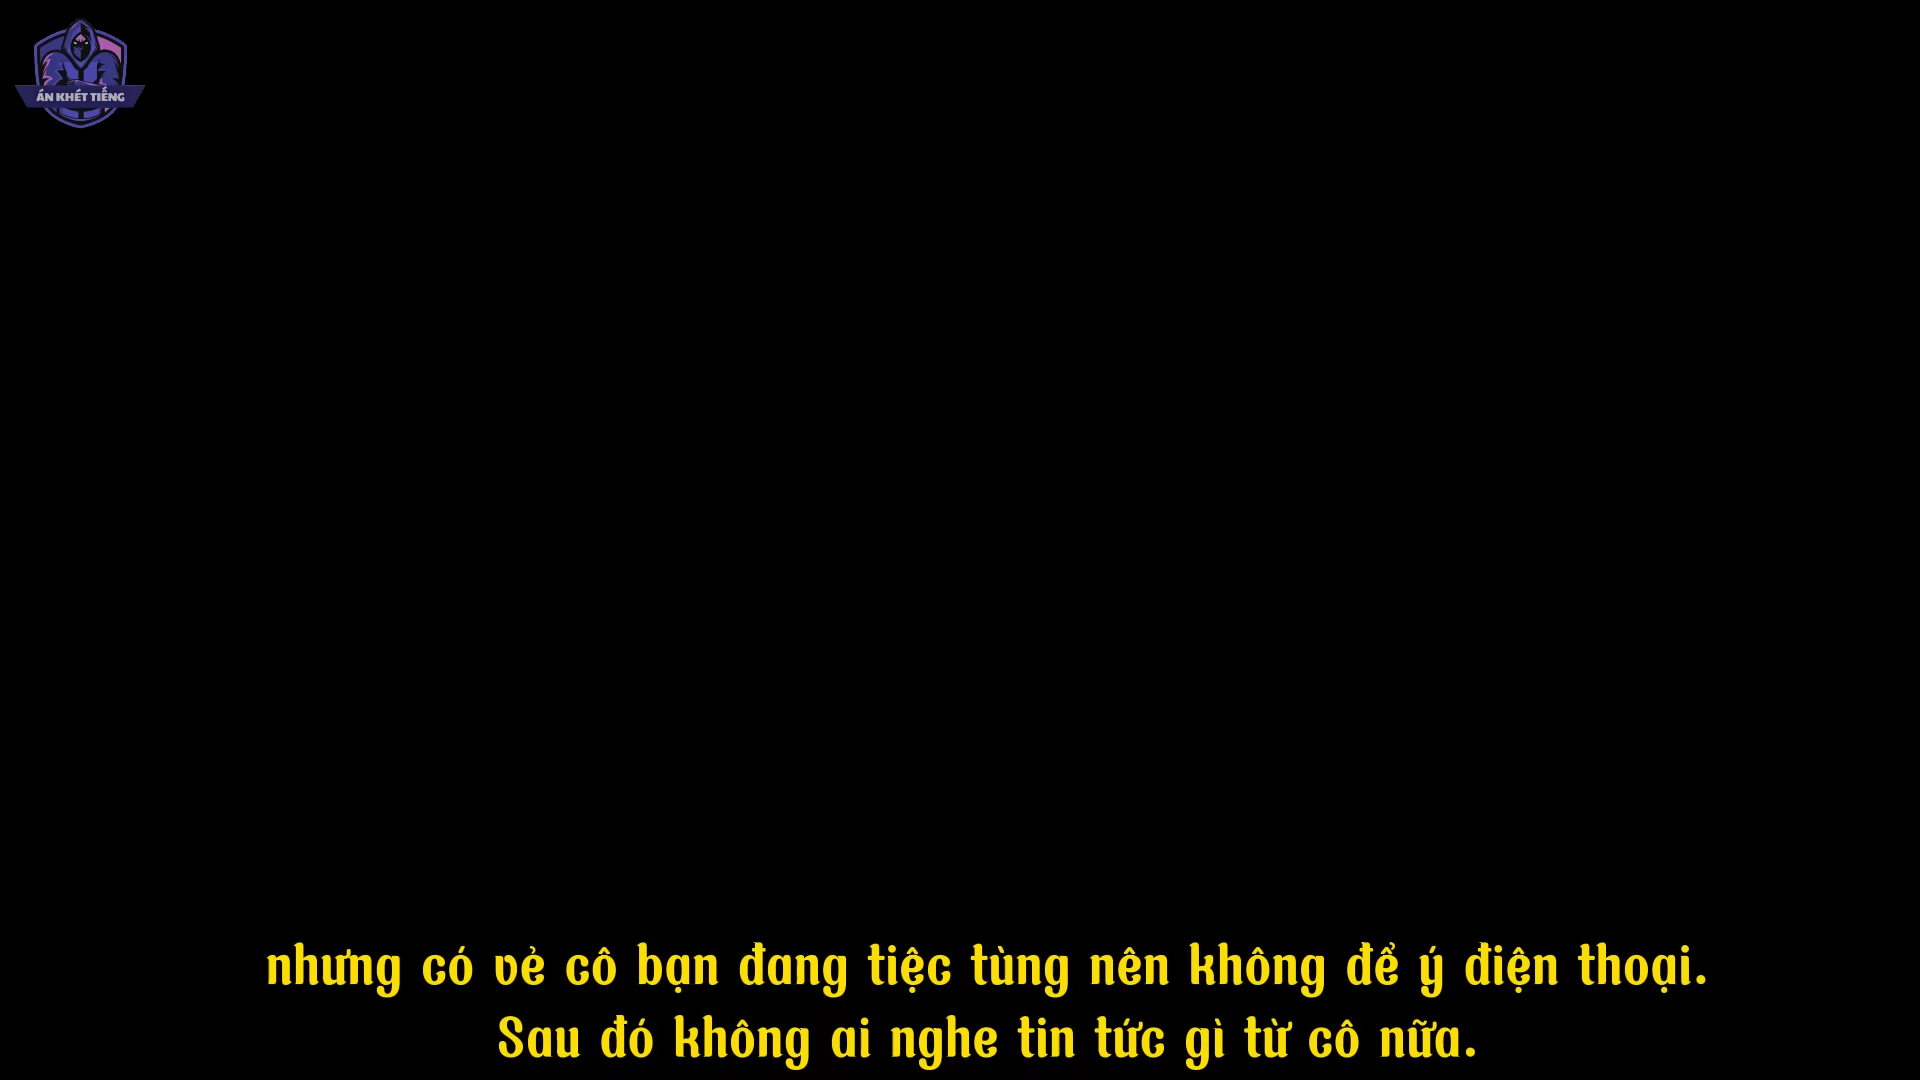 ÁN KHÉT TIẾNG
nhưng có vẻ cô bạn đang tiệc tùng nên không để ý điện thoại.
Sau đó không ai nghe tin tức gì từ cô nữa.